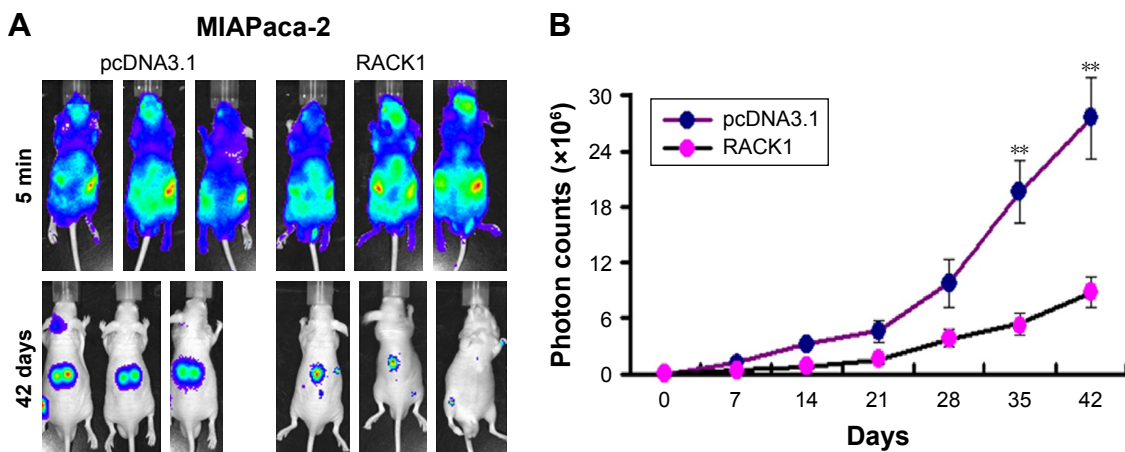 A
MIAPaca-2
pcDNA3.1
RACK1
5 min
42 days
B
Photon counts (×10⁶)
30
24
18
12
6
0
pcDNA3.1
RACK1
**
**
0
7
14
21
28
35
42
Days